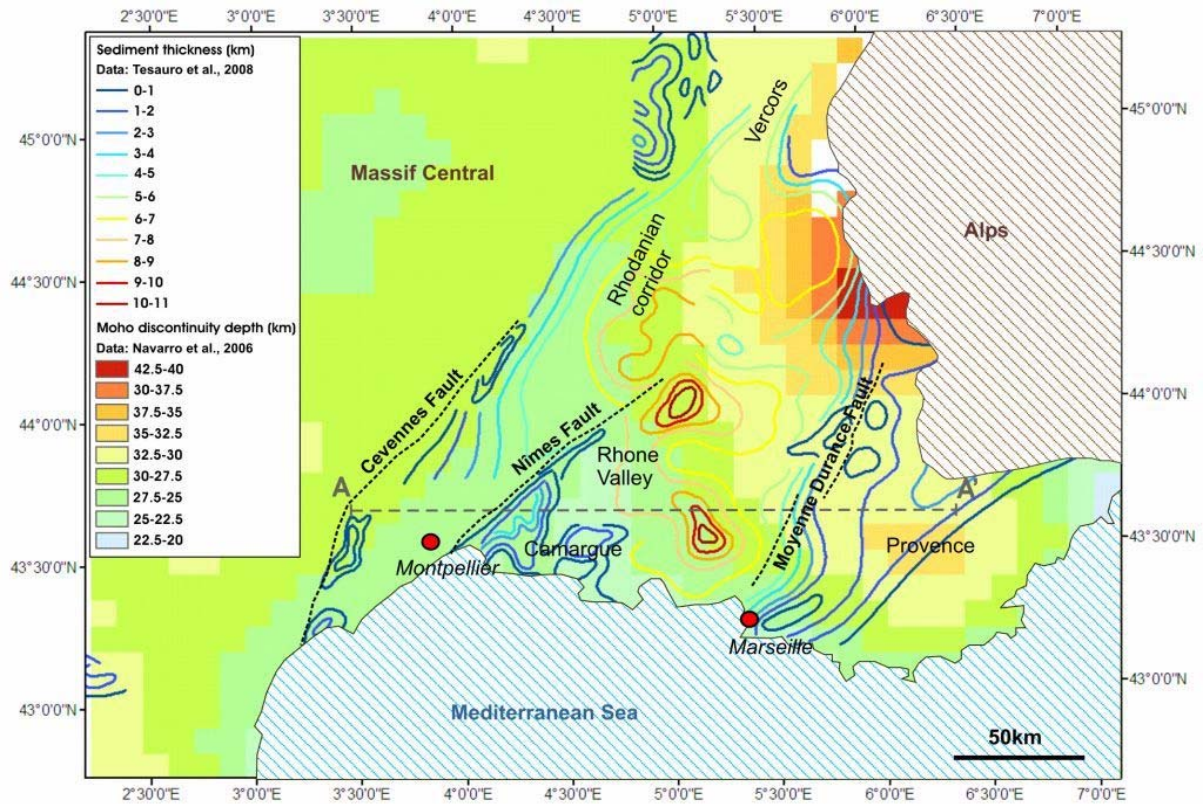 2°30'0"E 3°0'0"E 3°30'0"E 4°0'0"E 4°30'0"E 5°0'0"E 5°30'0"E 6°0'0"E 6°30'0"E 7°0'0"E
Sediment thickness (km)
Data: Tesauro et al., 2008
0-1
1-2
2-3
3-4
4-5
5-6
6-7
7-8
8-9
9-10
10-11
Moho discontinuity depth (km)
Data: Navarro et al., 2006
42.5-40
30-37.5
37.5-35
35-32.5
32.5-30
30-27.5
27.5-25
25-22.5
22.5-20
45°0'0"N
44°30'0"N
44°0'0"N
43°30'0"N
43°0'0"N
45°0'0"N
44°30'0"N
44°0'0"N
43°30'0"N
43°0'0"N
Massif Central
Vercors
Alps
Rhodanian
corridor
Cevennes Fault
Nimes Fault
Rhone
Valley
Moyenne Durance Fault
A
A'
Montpellier
Camargue
Provence
Marseille
Mediterranean Sea
50km
2°30'0"E 3°0'0"E 3°30'0"E 4°0'0"E 4°30'0"E 5°0'0"E 5°30'0"E 6°0'0"E 6°30'0"E 7°0'0"E